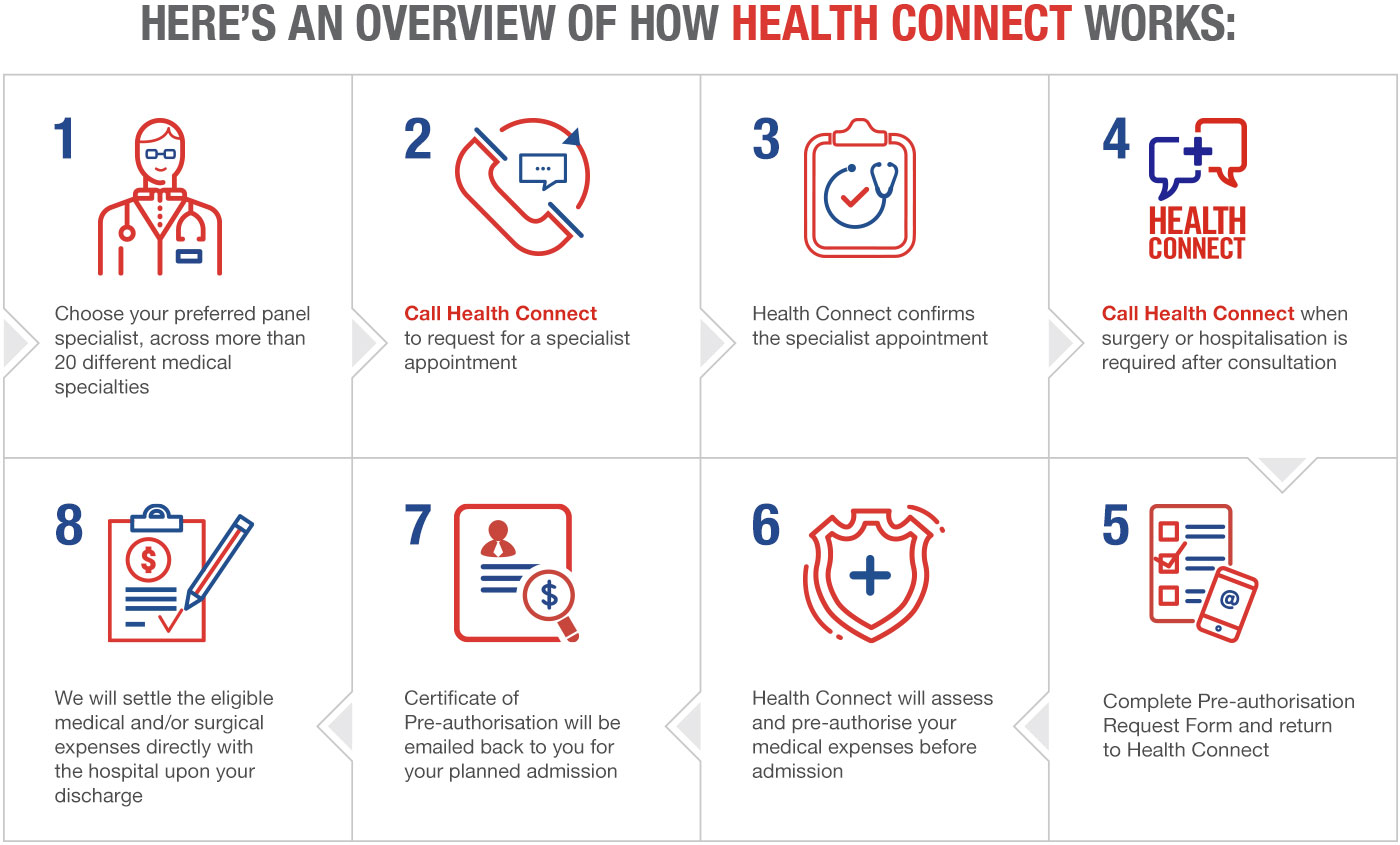 HERE'S AN OVERVIEW OF HOW HEALTH CONNECT WORKS:
1
Choose your preferred panel
specialist, across more than
20 different medical
specialties
2
Call Health Connect
to request for a specialist
appointment
3
Health Connect confirms
the specialist appointment
4
HEALTH
CONNECT
Call Health Connect when
surgery or hospitalisation is
required after consultation
5
@
Complete Pre-authorisation
Request Form and return
to Health Connect
6
Health Connect will assess
and pre-authorise your
medical expenses before
admission
7
$
Certificate of
Pre-authorisation will be
emailed back to you for
your planned admission
8
$
We will settle the eligible
medical and/or surgical
expenses directly with
the hospital upon your
discharge